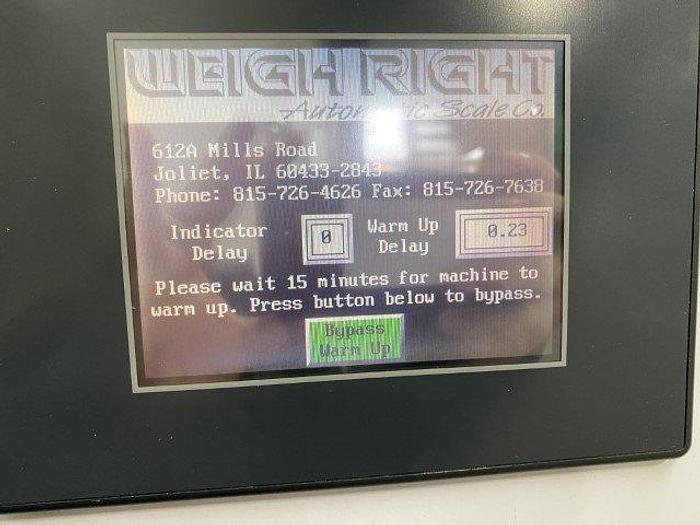 WEIGH RIGHT
Automatic Scale Co.
612A Mills Road
Joliet, IL 60433-2843
Phone: 815-726-4626 Fax: 815-726-7638
Indicator Delay
0
Warm Up Delay
0.23
Please wait 15 minutes for machine to
warm up. Press button below to bypass.
Bypass
Warm Up